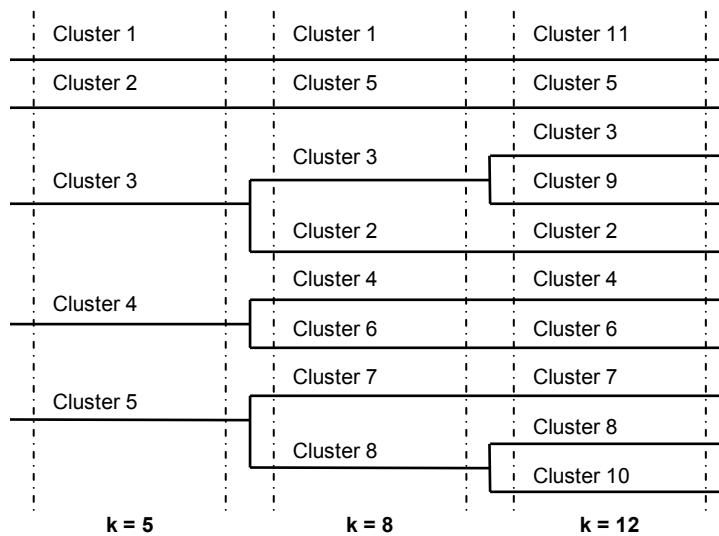 Cluster 1 Cluster 1 Cluster 11
Cluster 2 Cluster 5 Cluster 5
Cluster 3
Cluster 3
Cluster 3 Cluster 9
Cluster 2 Cluster 2
Cluster 4 Cluster 4
Cluster 4
Cluster 6 Cluster 6
Cluster 7 Cluster 7
Cluster 5
Cluster 8
Cluster 8
Cluster 10
k = 5 k = 8 k = 12